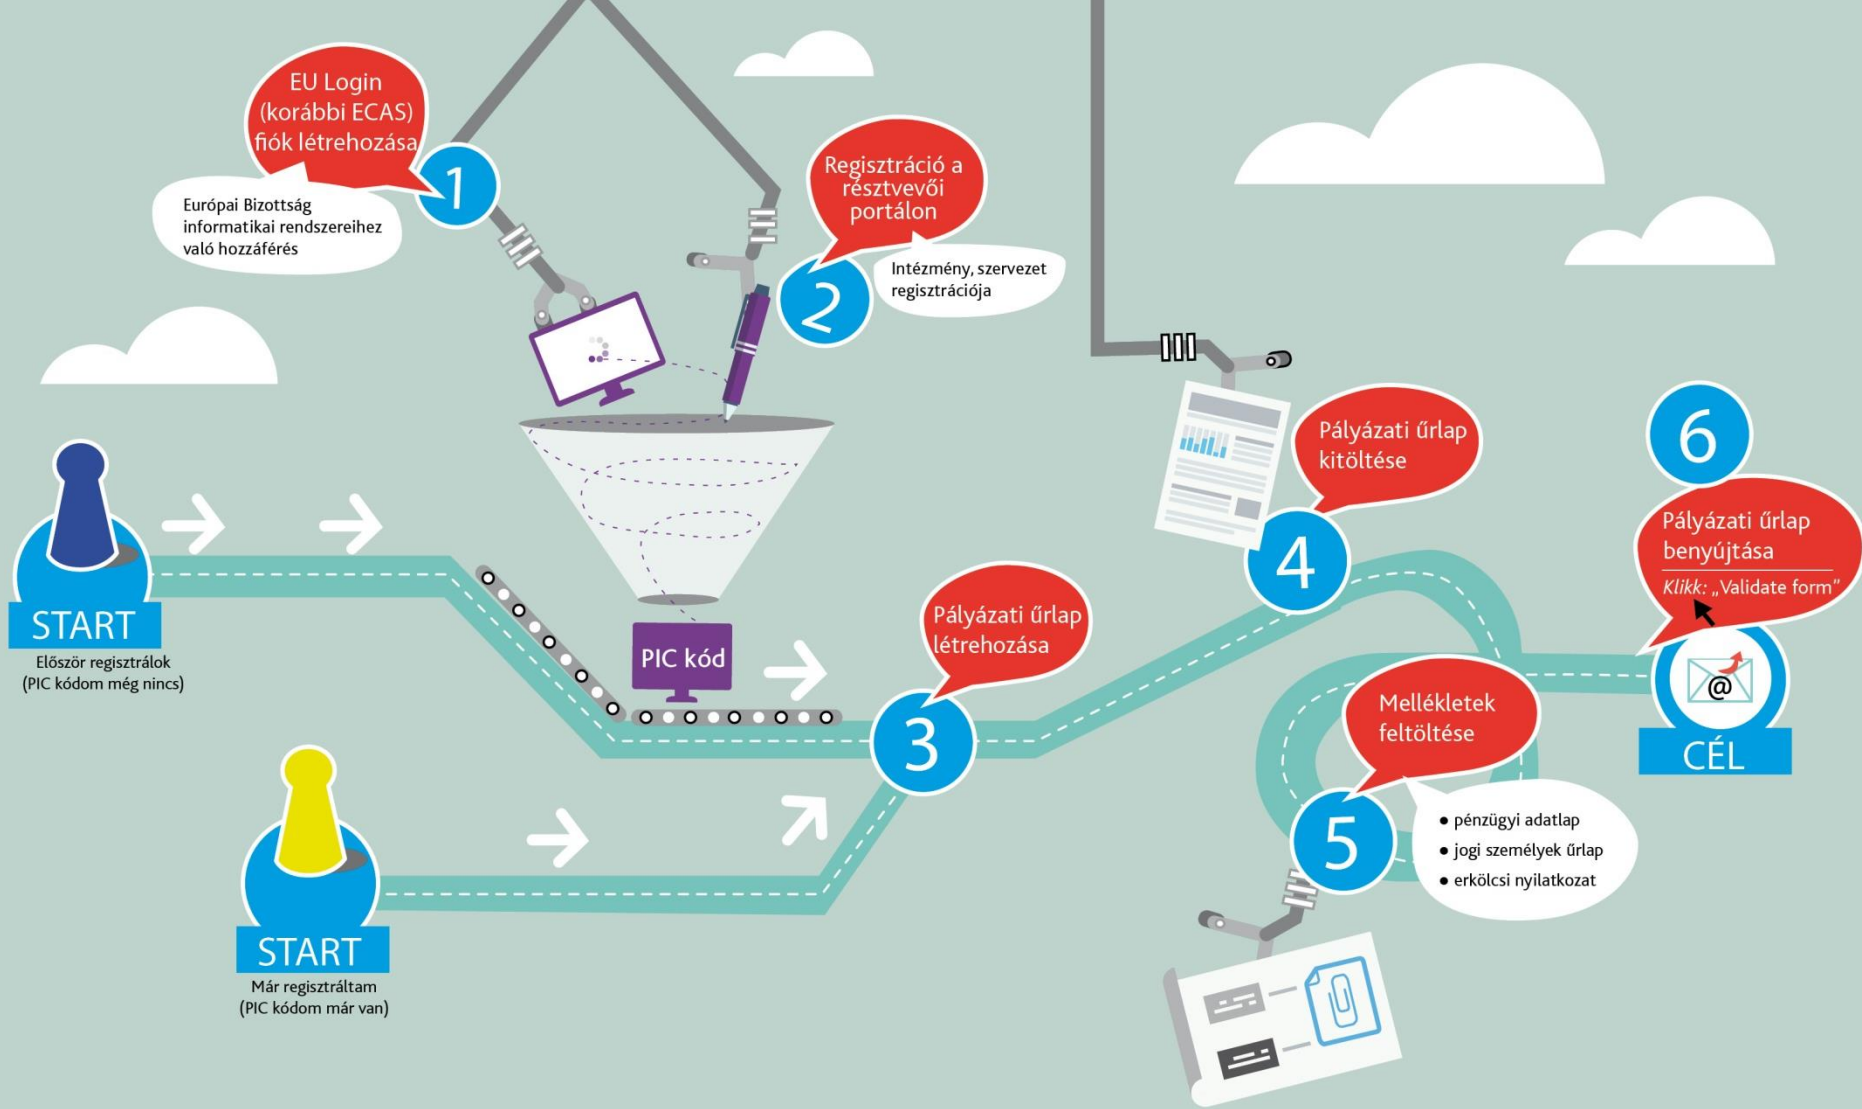 EU Login
(korábbi ECAS)
fiók létrehozása
1
Európai Bizottság
informatikai rendszereihez
való hozzáférés
Regisztráció a
résztvevői
portálon
2
Intézmény, szervezet
regisztrációja
START
Először regisztrálok
(PIC kódom még nincs)
PIC kód
START
Már regisztráltam
(PIC kódom már van)
Pályázati űrlap
létrehozása
3
Pályázati űrlap
kitöltése
4
Mellékletek
feltöltése
5
● pénzügyi adatlap
● jogi személyek űrlap
● erkölcsi nyilatkozat
6
Pályázati űrlap
benyújtása
Klikk: „Validate form”
@
CÉL